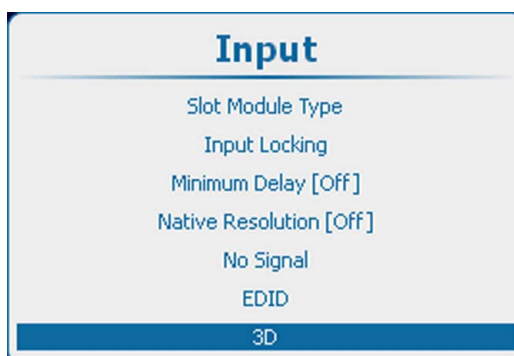 Input
Slot Module Type
Input Locking
Minimum Delay [Off]
Native Resolution [Off]
No Signal
EDID
3D